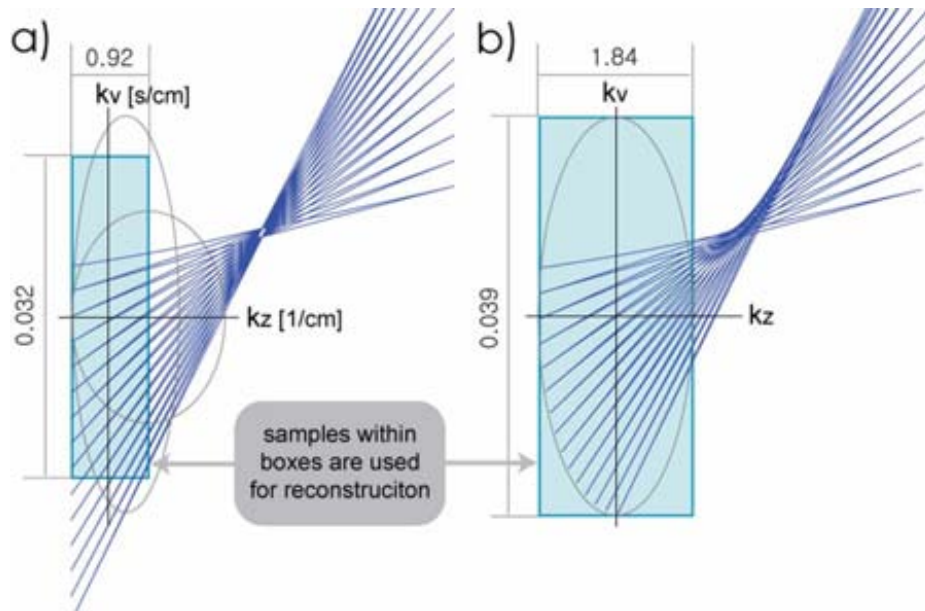 a)
0.92
kv [s/cm]
0.032
kz [1/cm]
b)
1.84
kv
0.039
kz
samples within
boxes are used
for reconstruciton